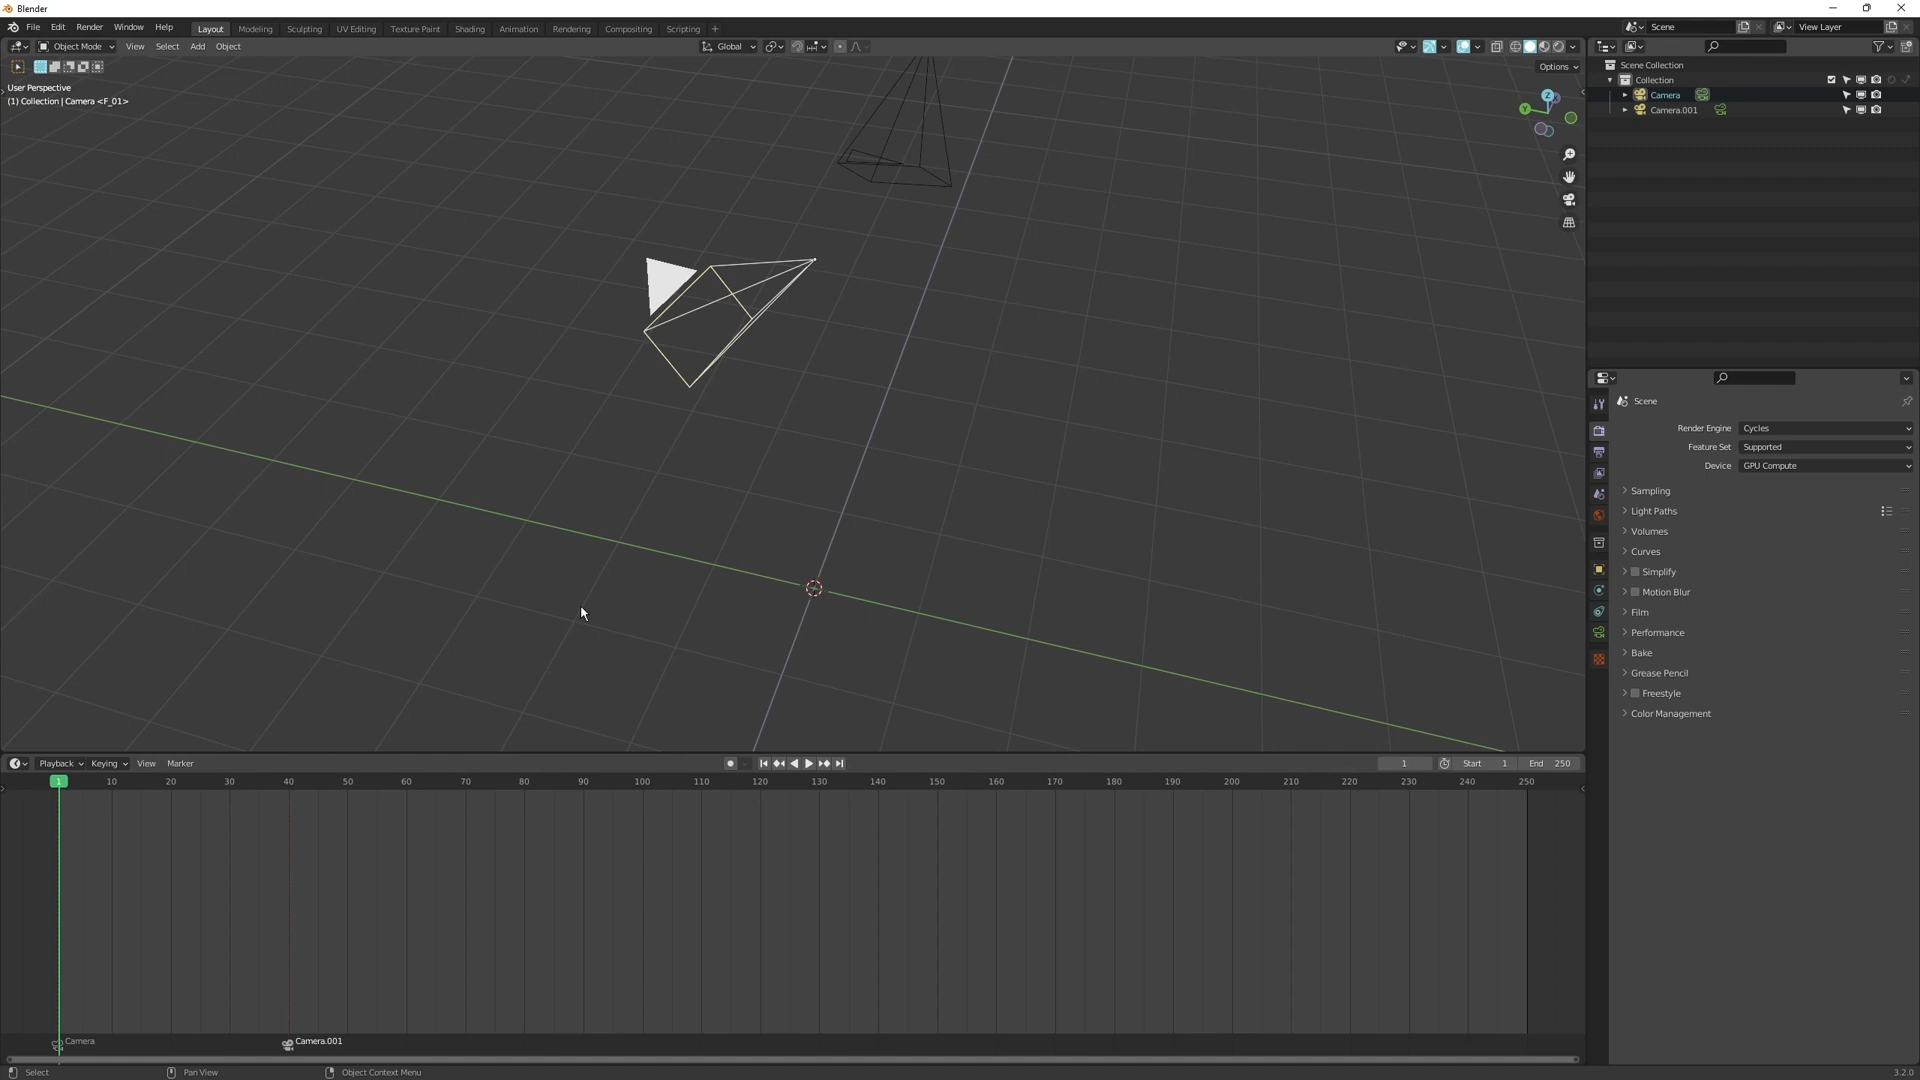 Blender
File Edit Render Window Help Layout Modeling Sculpting UV Editing Texture Paint Shading Animation Rendering Compositing Scripting + Scene View Layer
Object Mode View Select Add Object Global
Options
User Perspective
(1) Collection | Camera <F_01>
Z
Y
Scene Collection
Collection
Camera
Camera.001
Scene
Render Engine Cycles
Feature Set Supported
Device GPU Compute
Sampling
Light Paths
Volumes
Curves
Simplify
Motion Blur
Film
Performance
Bake
Grease Pencil
Freestyle
Color Management
Playback Keying View Marker 1 Start 1 End 250
1 10 20 30 40 50 60 70 80 90 100 110 120 130 140 150 160 170 180 190 200 210 220 230 240 250
Camera Camera.001
Select Pan View Object Context Menu 3.2.0